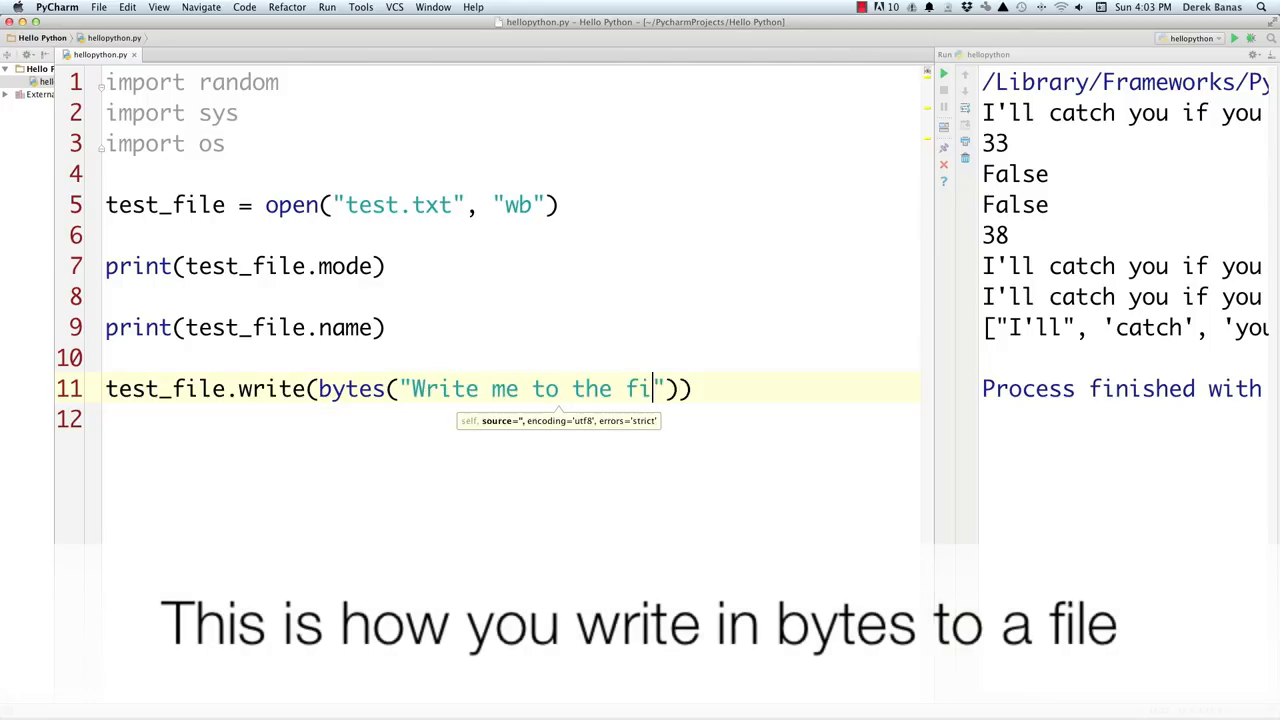 PyCharm File Edit View Navigate Code Refactor Run Tools VCS Window Help 10 Sun 4:03 PM Derek Banas
hellopython.py – Hello Python – [~/PycharmProjects/Hello Python]
Hello Python hellopython.py hellopython
hellopython.py Run hellopython
Hello P
hell
Extern
1 import random
2 import sys
3 import os
4
5 test_file = open("test.txt", "wb")
6
7 print(test_file.mode)
8
9 print(test_file.name)
10
11 test_file.write(bytes("Write me to the fi"))
self, source='', encoding='utf8', errors='strict'
12
/Library/Frameworks/Py
I'll catch you if you
33
False
False
38
I'll catch you if you
I'll catch you if you
["I'll", 'catch', 'you
Process finished with
This is how you write in bytes to a file